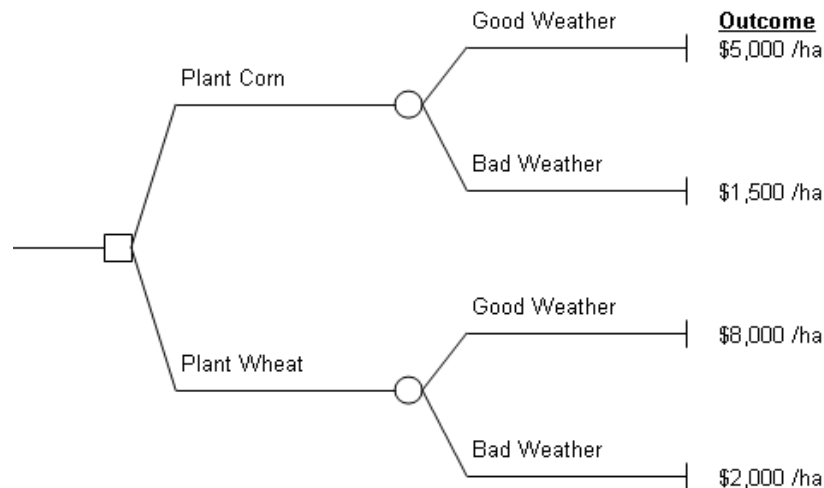 Good Weather
Outcome
$5,000 /ha
Plant Corn
Bad Weather
$1,500 /ha
Good Weather
$8,000 /ha
Plant Wheat
Bad Weather
$2,000 /ha